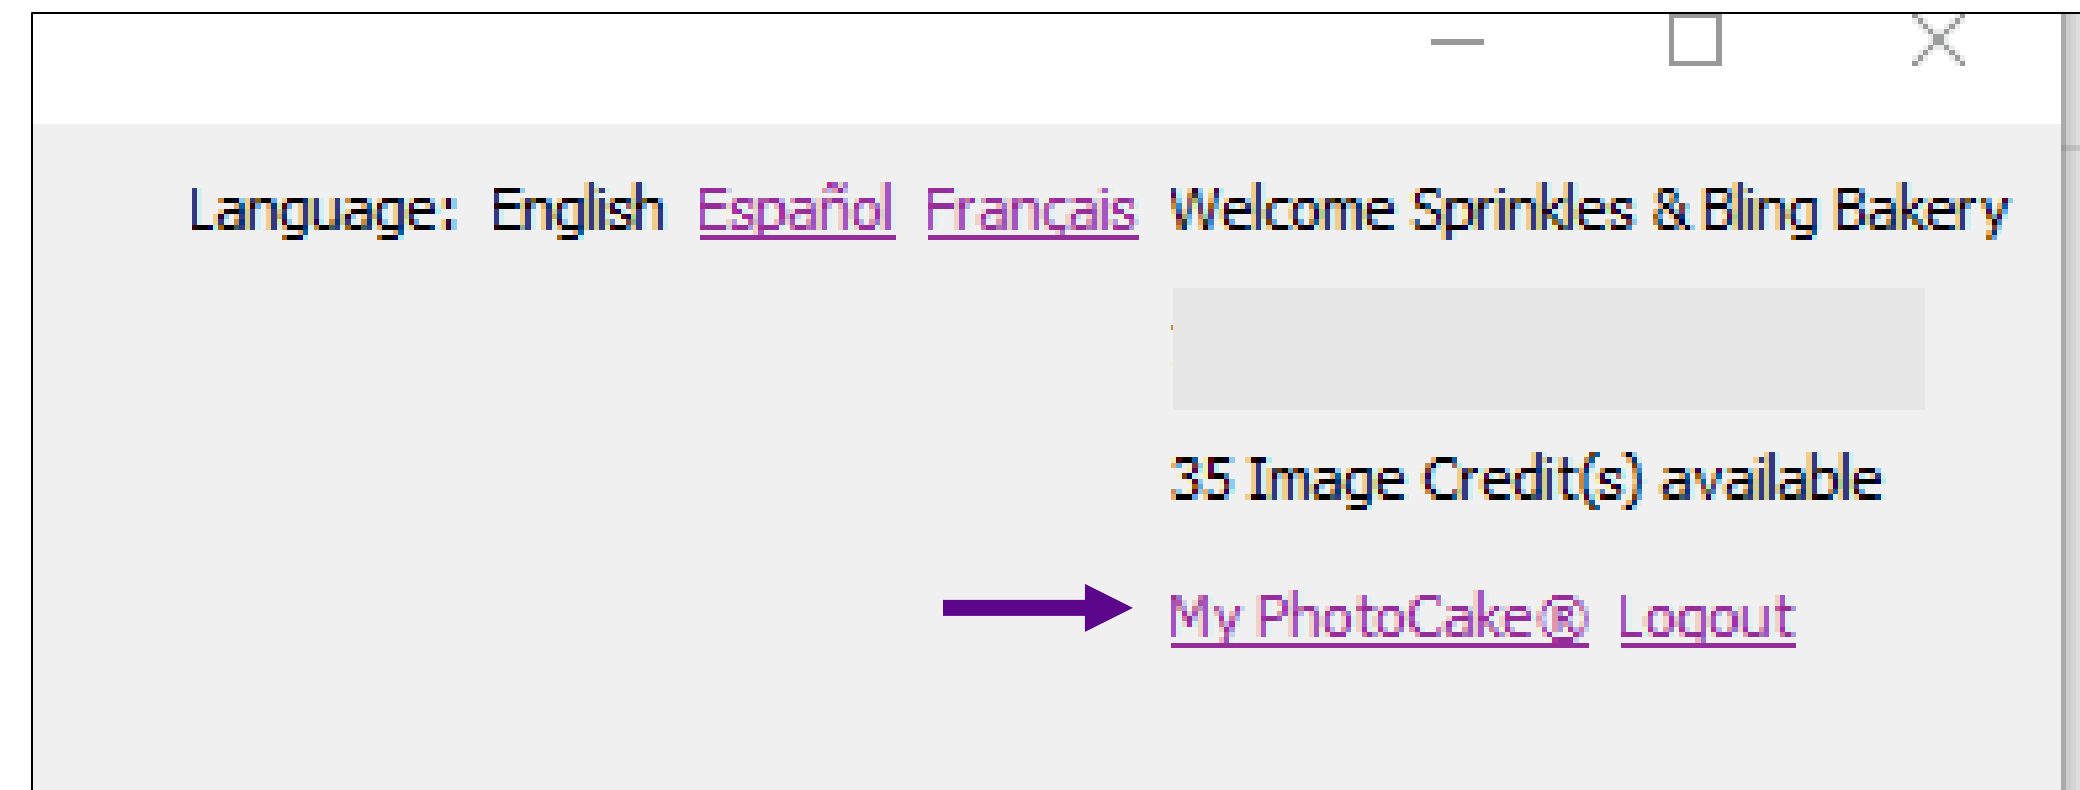 Language: English Español Français Welcome Sprinkles & Bling Bakery
35 Image Credit(s) available
My PhotoCake® Logout